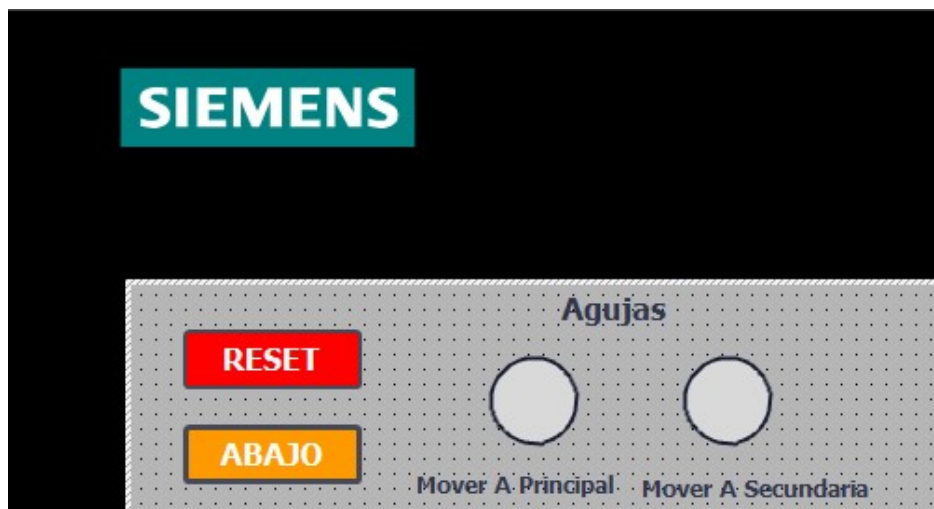 SIEMENS
Agujas
RESET
ABAJO
Mover A Principal
Mover A Secundaria